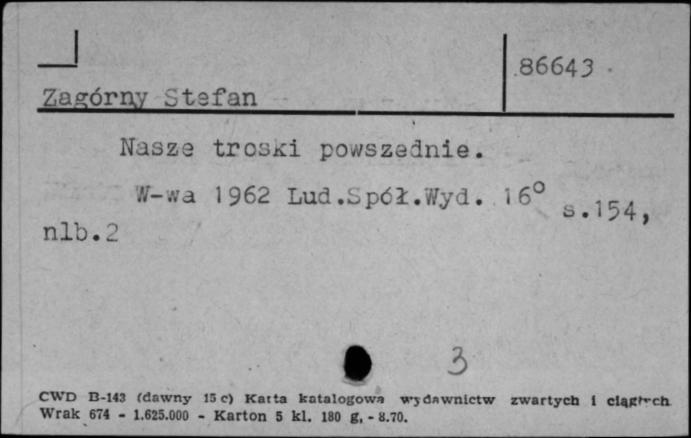 86643
Zagórny Stefan
Nasze troski powszednie.
W-wa 1962 Lud.Spół.Wyd. 16° s.154,
nlb.2
3
CWD B-143 (dawny 15 c) Karta katalogowa wydawnictw zwartych i ciągłych
Wrak 674 - 1.625.000 - Karton 5 kl. 180 g, - 8.70.